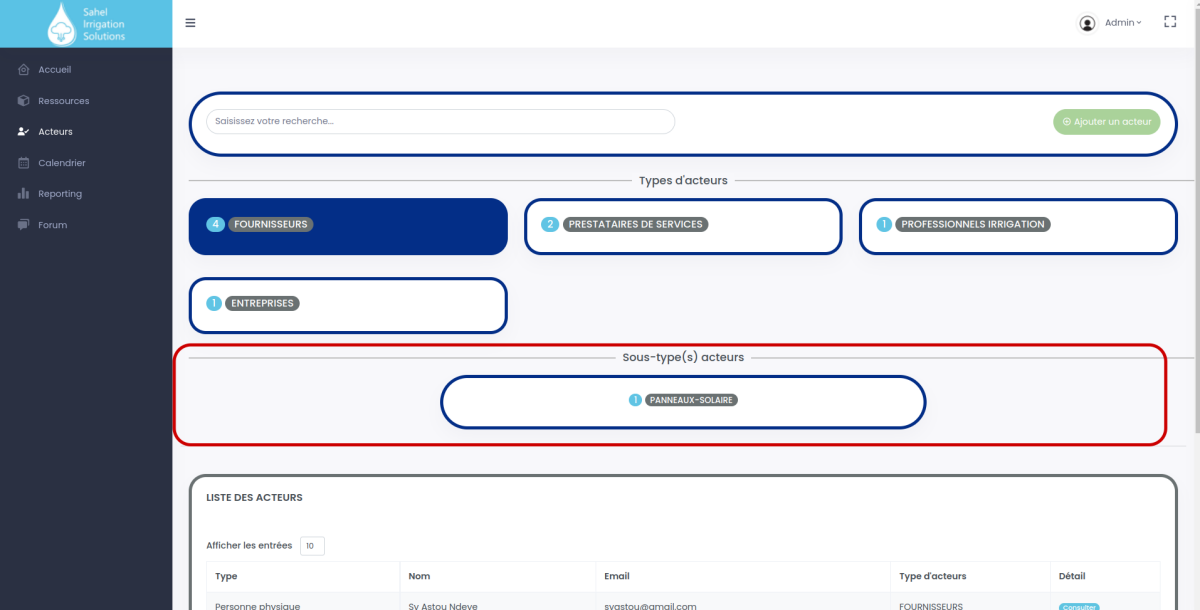 Sahel
Irrigation
Solutions
Admin
Accueil
Ressources
Acteurs
Calendrier
Reporting
Forum
Saisissez votre recherche...
Ajouter un acteur
Types d'acteurs
4 FOURNISSEURS
2 PRESTATAIRES DE SERVICES
1 PROFESSIONNELS IRRIGATION
1 ENTREPRISES
Sous-type(s) acteurs
1 PANNEAUX-SOLAIRE
LISTE DES ACTEURS
Afficher les entrées 10
Type Nom Email Type d'acteurs Détail
Personne physique Sy Astou Ndeye syastou@gmail.com FOURNISSEURS Consulter